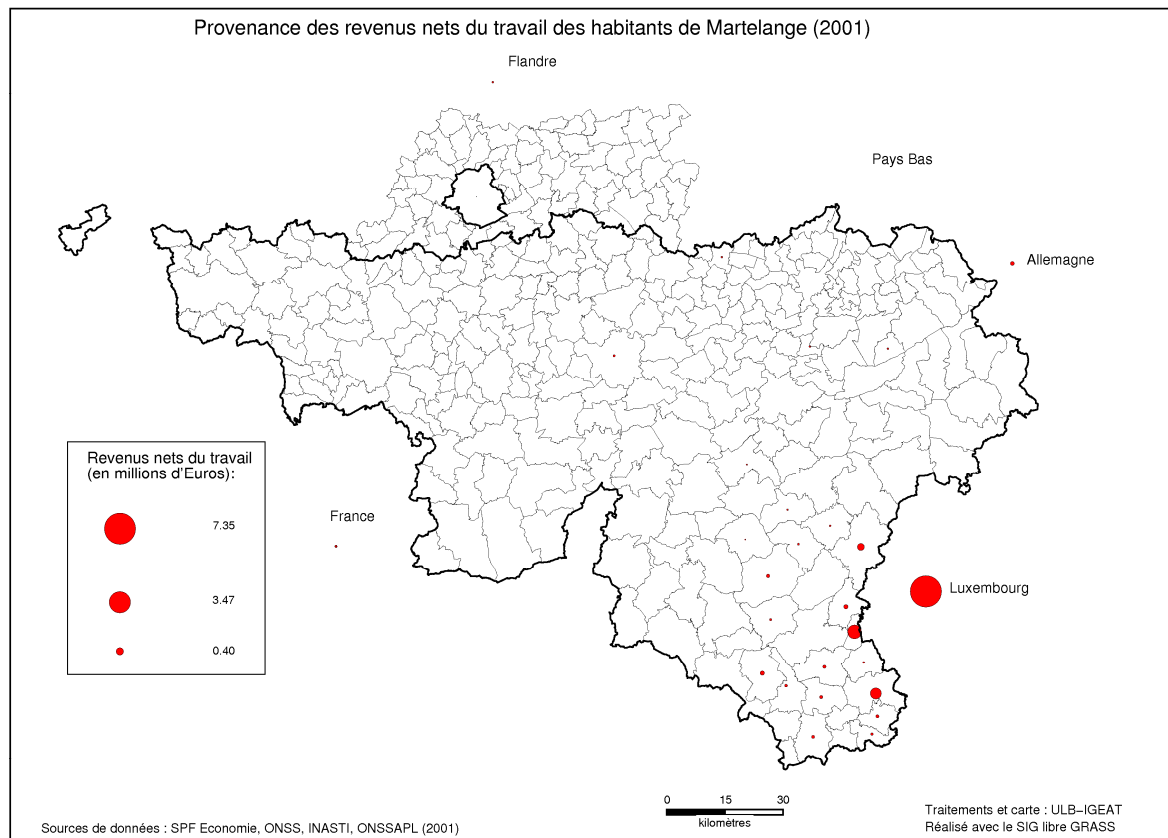 Provenance des revenus nets du travail des habitants de Martelange (2001)
Flandre
Pays Bas
Allemagne
Revenus nets du travail
(en millions d'Euros):
7.35
3.47
0.40
France
Luxembourg
0 15 30
kilomètres
Sources de données : SPF Economie, ONSS, INASTI, ONSSAPL (2001)
Traitements et carte : ULB-IGEAT
Réalisé avec le SIG libre GRASS